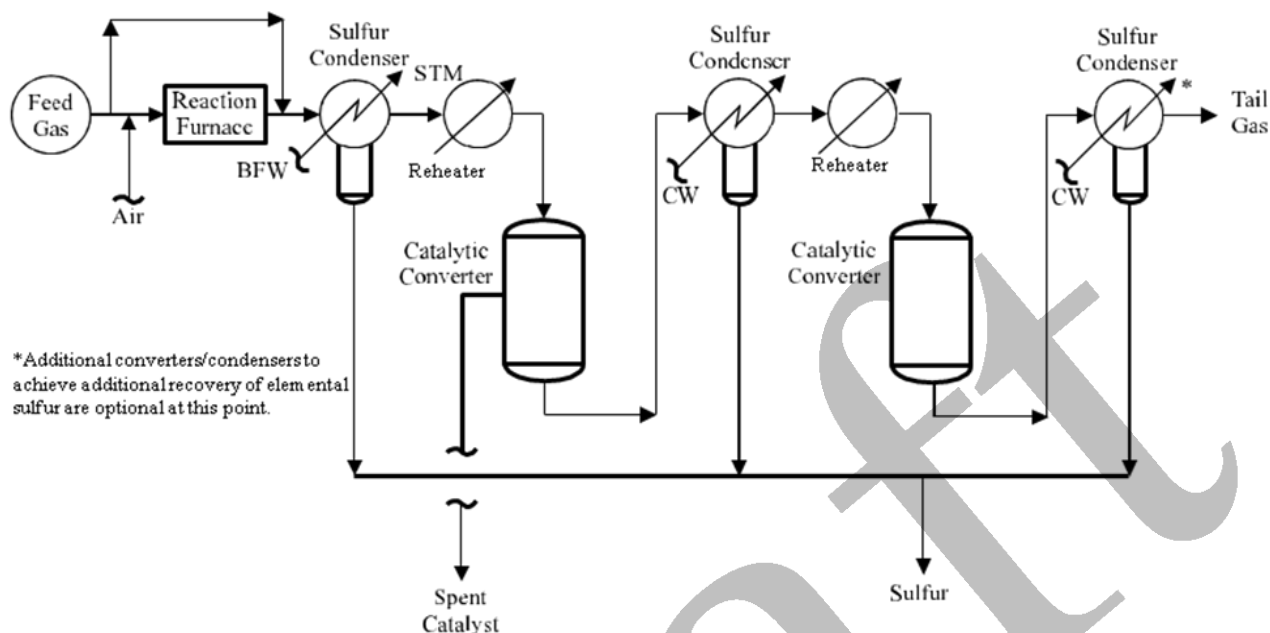 Sulfur
Condenser
STM
Feed
Gas
Reaction
Furnace
BFW
Air
Reheater
Sulfur
Condenser
CW
Reheater
Sulfur
Condenser
*
Tail
Gas
CW
Catalytic
Converter
Catalytic
Converter
*Additional converters/condensers to
achieve additional recovery of elemental
sulfur are optional at this point.
Spent
Catalyst
Sulfur